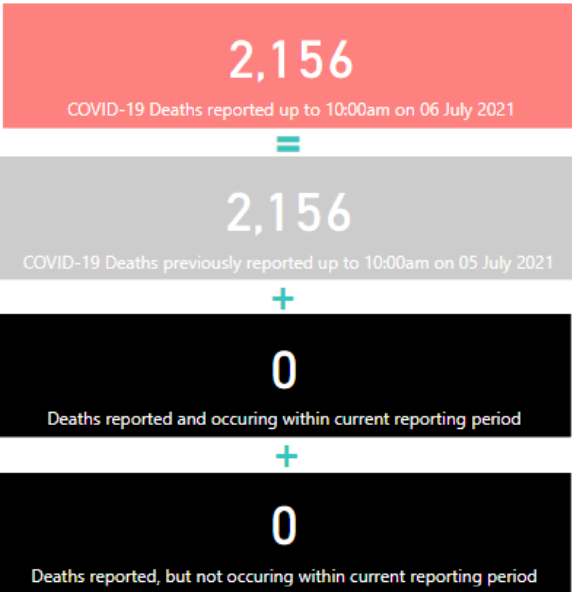 2,156
COVID-19 Deaths reported up to 10:00am on 06 July 2021
=
2,156
COVID-19 Deaths previously reported up to 10:00am on 05 July 2021
+
0
Deaths reported and occuring within current reporting period
+
0
Deaths reported, but not occuring within current reporting period